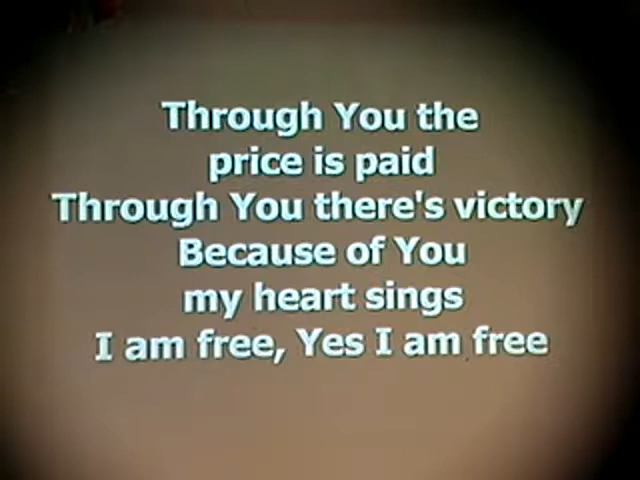 Through You the
price is paid
Through You there's victory
Because of You
my heart sings
I am free, Yes I am free